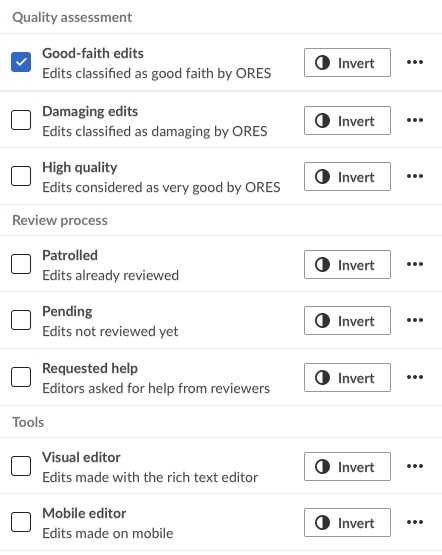 Quality assessment
Good-faith edits
Edits classified as good faith by ORES
Invert
Damaging edits
Edits classified as damaging by ORES
Invert
High quality
Edits considered as very good by ORES
Invert
Review process
Patrolled
Edits already reviewed
Invert
Pending
Edits not reviewed yet
Invert
Requested help
Editors asked for help from reviewers
Invert
Tools
Visual editor
Edits made with the rich text editor
Invert
Mobile editor
Edits made on mobile
Invert